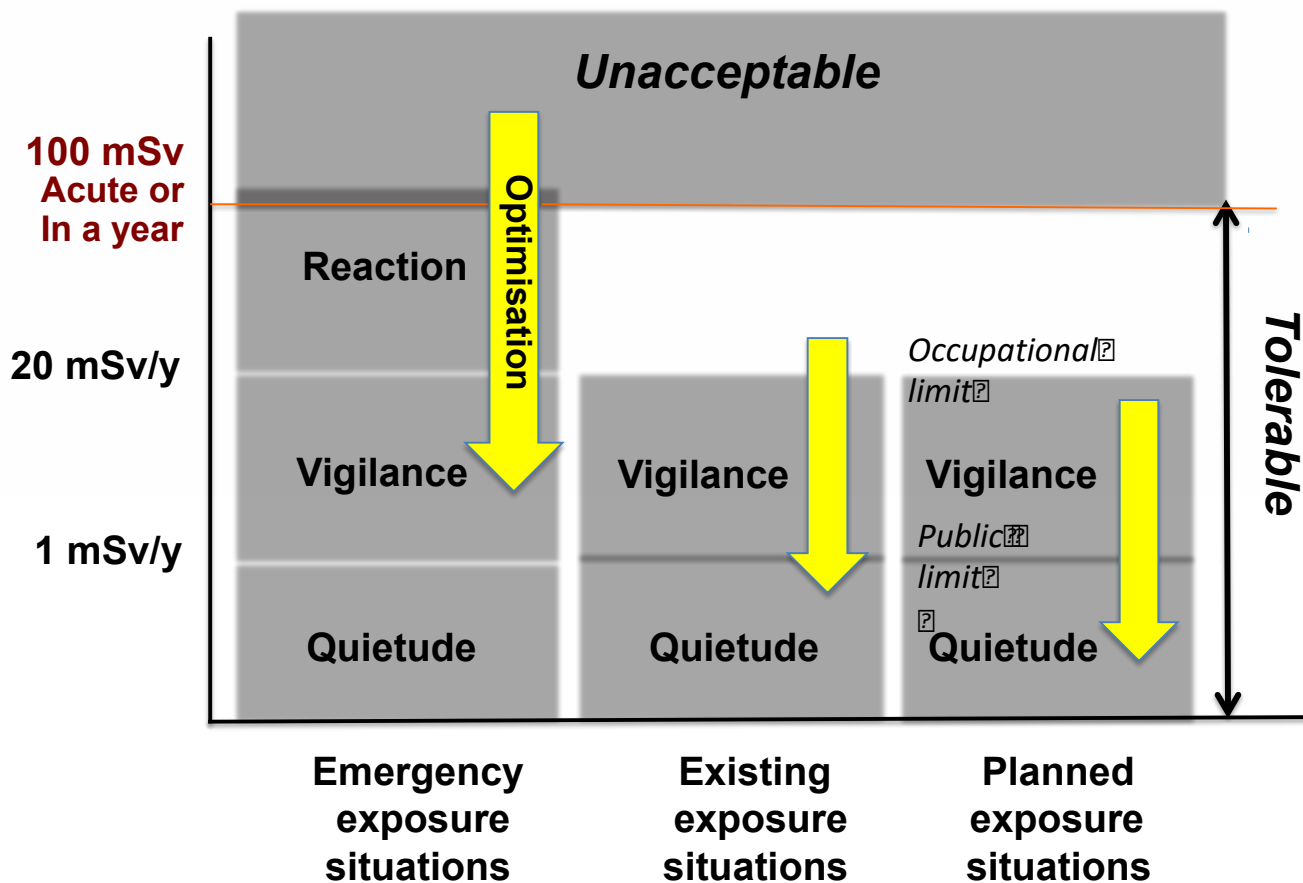 Unacceptable
100 mSv
Acute or
In a year
Optimisation
Reaction
Tolerable
20 mSv/y
Occupational
limit
Vigilance
Vigilance
Vigilance
1 mSv/y
Public
limit
Quietude
Quietude
Quietude
Emergency
exposure
situations
Existing
exposure
situations
Planned
exposure
situations